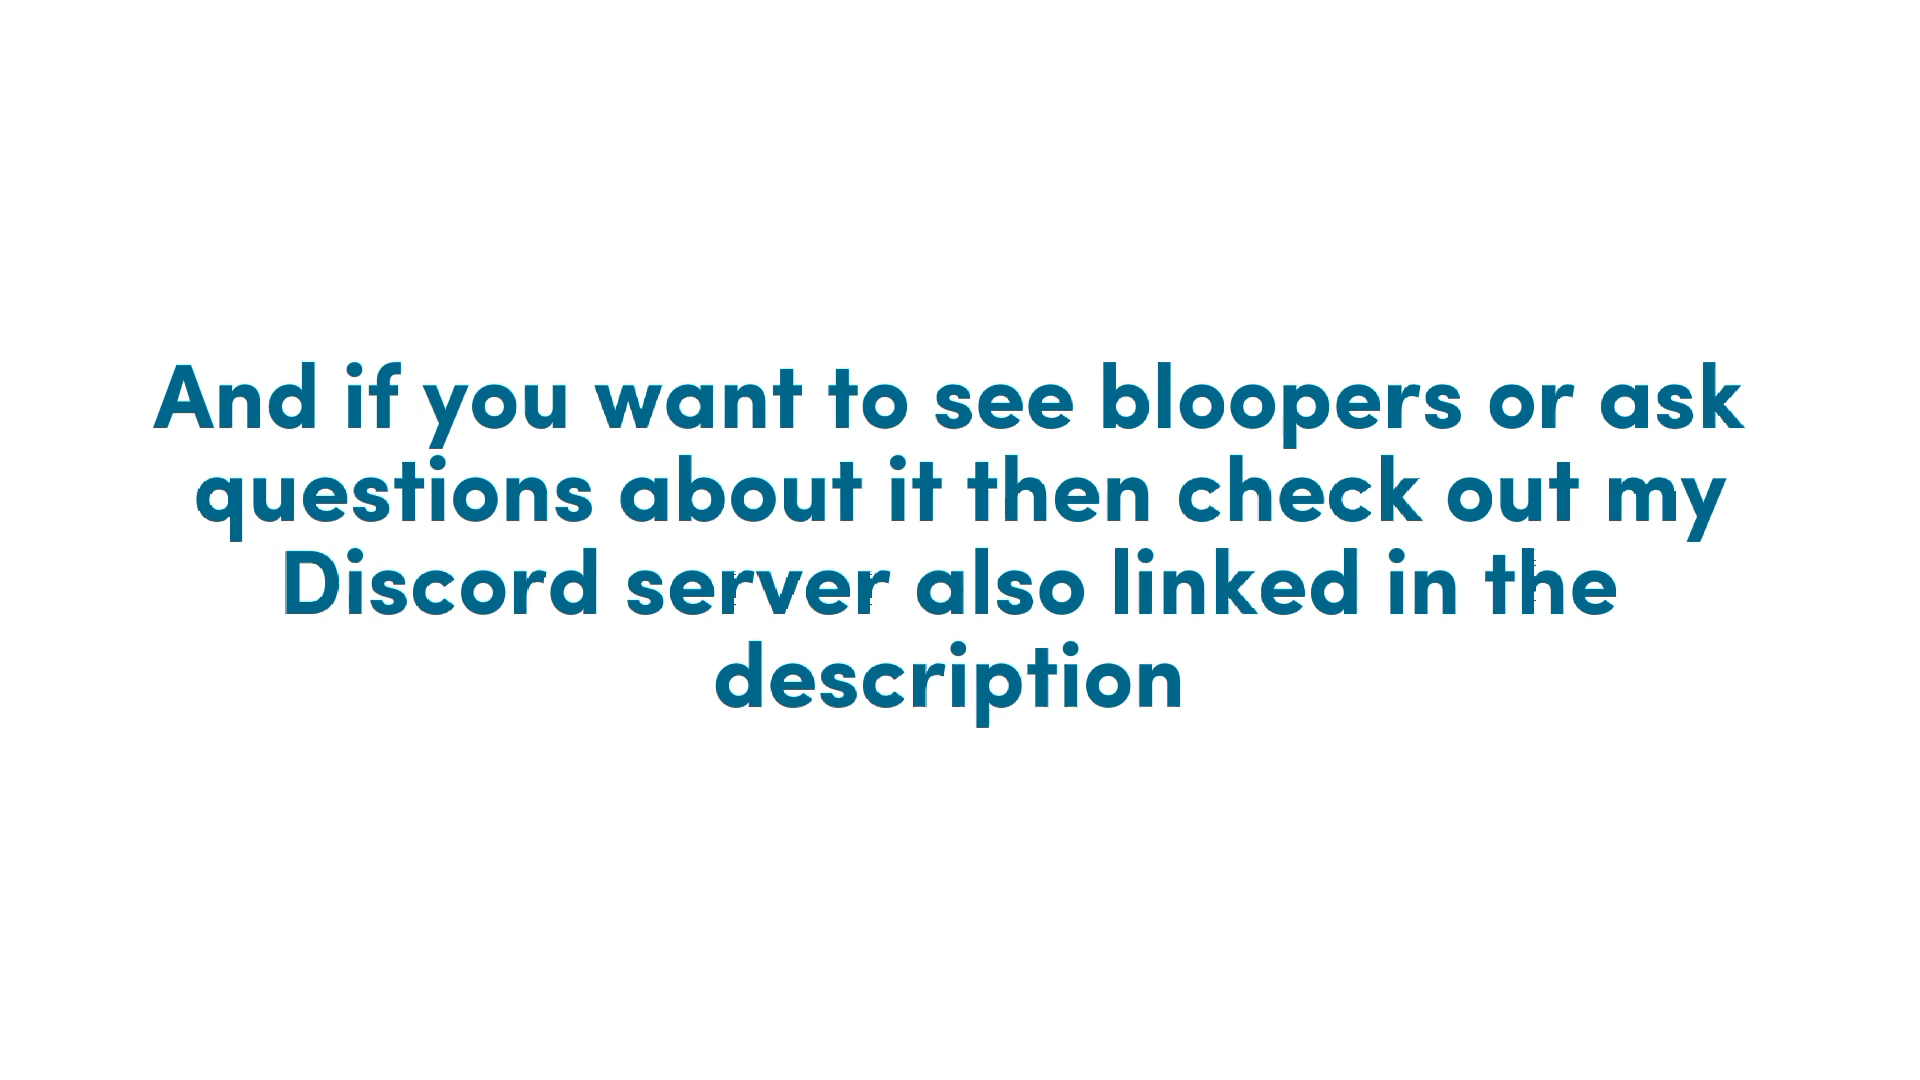 And if you want to see bloopers or ask
questions about it then check out my
Discord server also linked in the
description